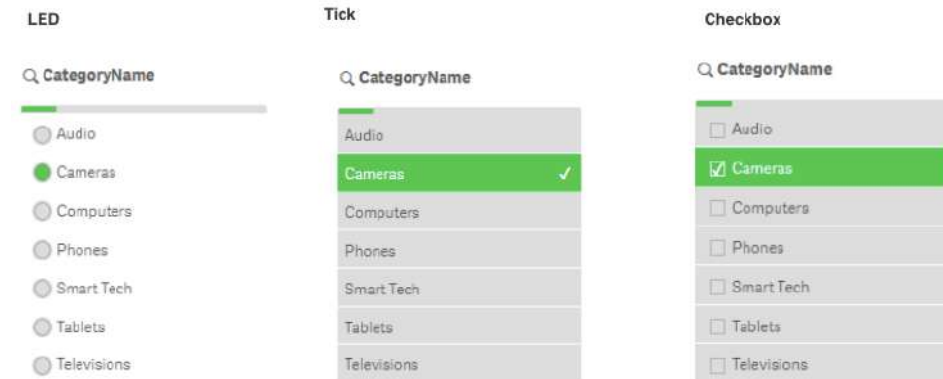 LED
CategoryName
Audio
Cameras
Computers
Phones
Smart Tech
Tablets
Televisions
Tick
CategoryName
Audio
Cameras
Computers
Phones
Smart Tech
Tablets
Televisions
Checkbox
CategoryName
Audio
Cameras
Computers
Phones
Smart Tech
Tablets
Televisions